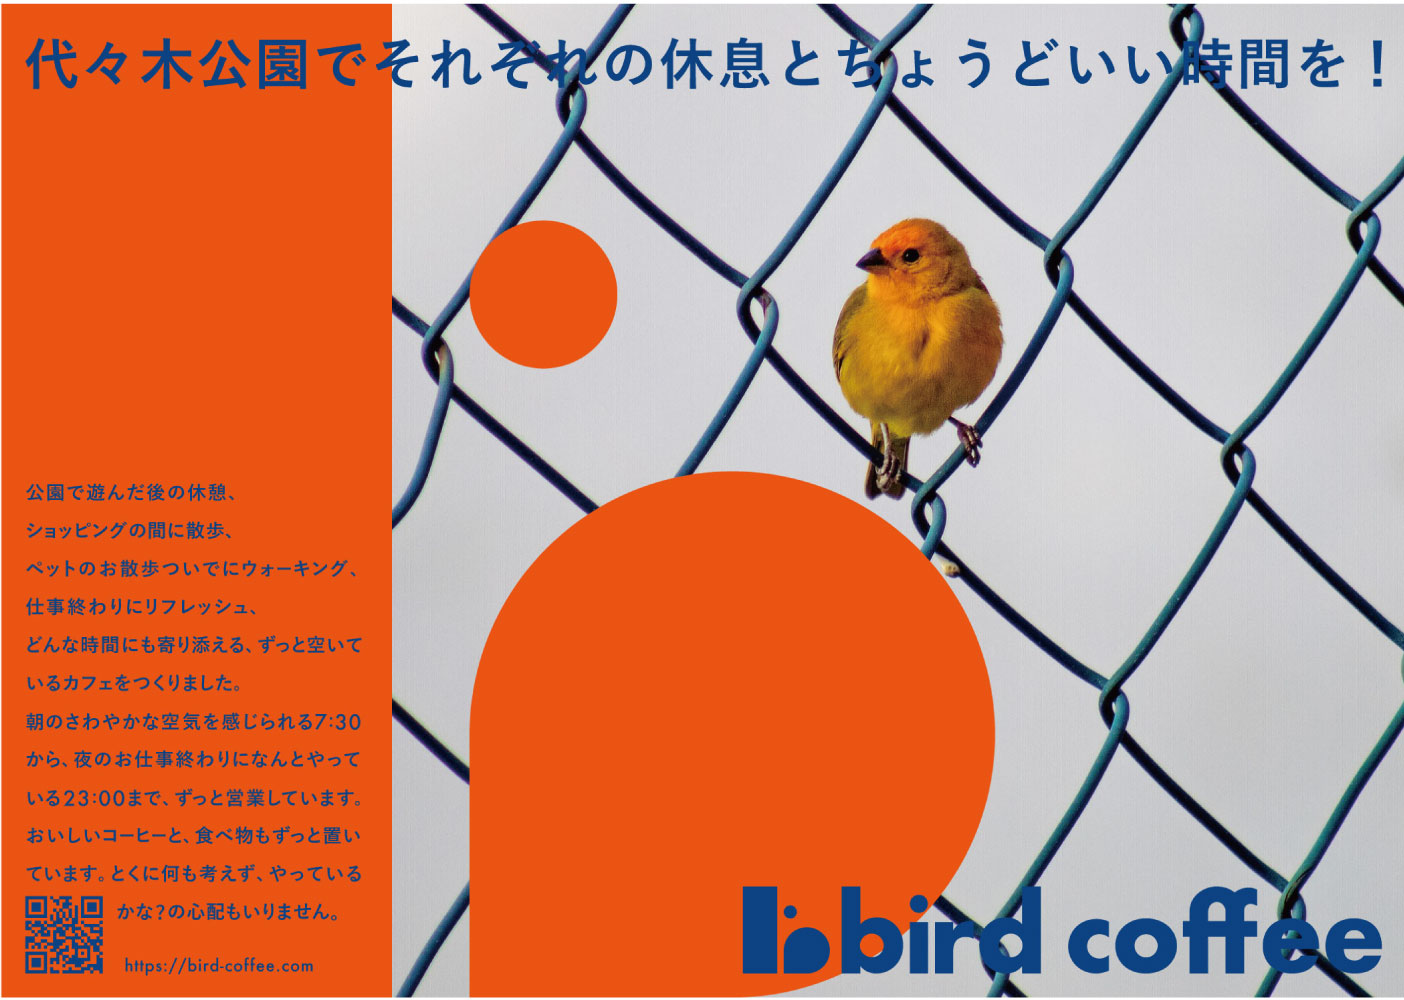 代々木公園でそれぞれの休息とちょうどいい時間を！
公園で遊んだ後の休憩、
ショッピングの間に散歩、
ペットのお散歩ついでにウォーキング、
仕事終わりにリフレッシュ、
どんな時間にも寄り添える、ずっと空いて
いるカフェをつくりました。
朝のさわやかな空気を感じられる7:30
から、夜のお仕事終わりになんとやって
いる23:00まで、ずっと営業しています。
おいしいコーヒーと、食べ物もずっと置い
ています。とくに何も考えず、やっている
かな？の心配もいりません。
https://bird-coffee.com
bird coffee